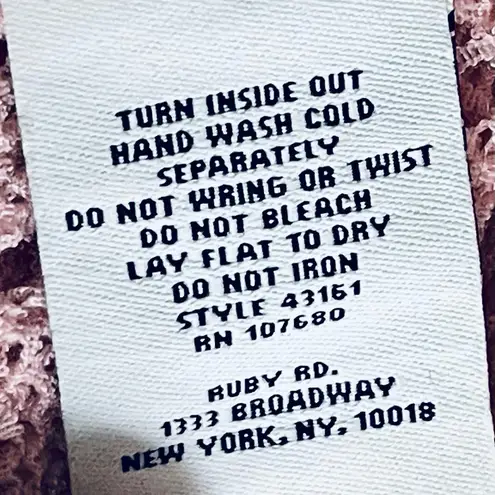 TURN INSIDE OUT
HAND WASH COLD
SEPARATELY
DO NOT WRING OR TWIST
DO NOT BLEACH
LAY FLAT TO DRY
DO NOT IRON
STYLE 43161
RN 107680
RUBY RD.
1333 BROADWAY
NEW YORK, NY, 10018